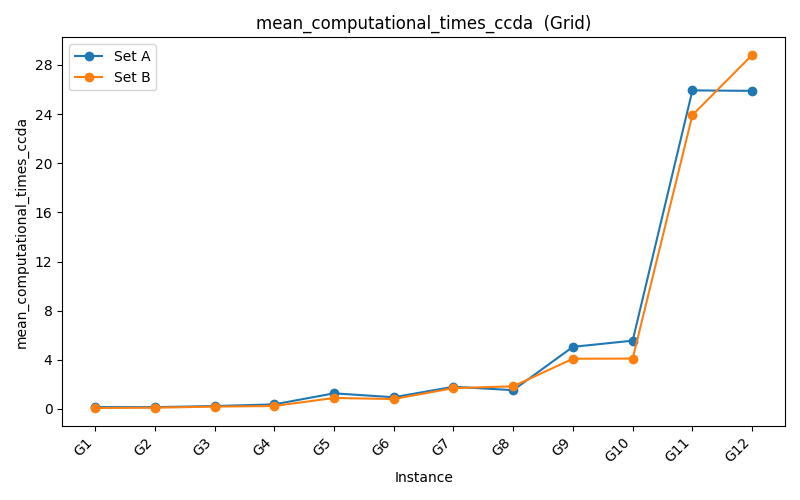 mean_computational_times_ccda  (Grid)
Set A
Set B
mean_computational_times_ccda
28
24
20
16
12
8
4
0
G1
G2
G3
G4
G5
G6
G7
G8
G9
G10
G11
G12
Instance